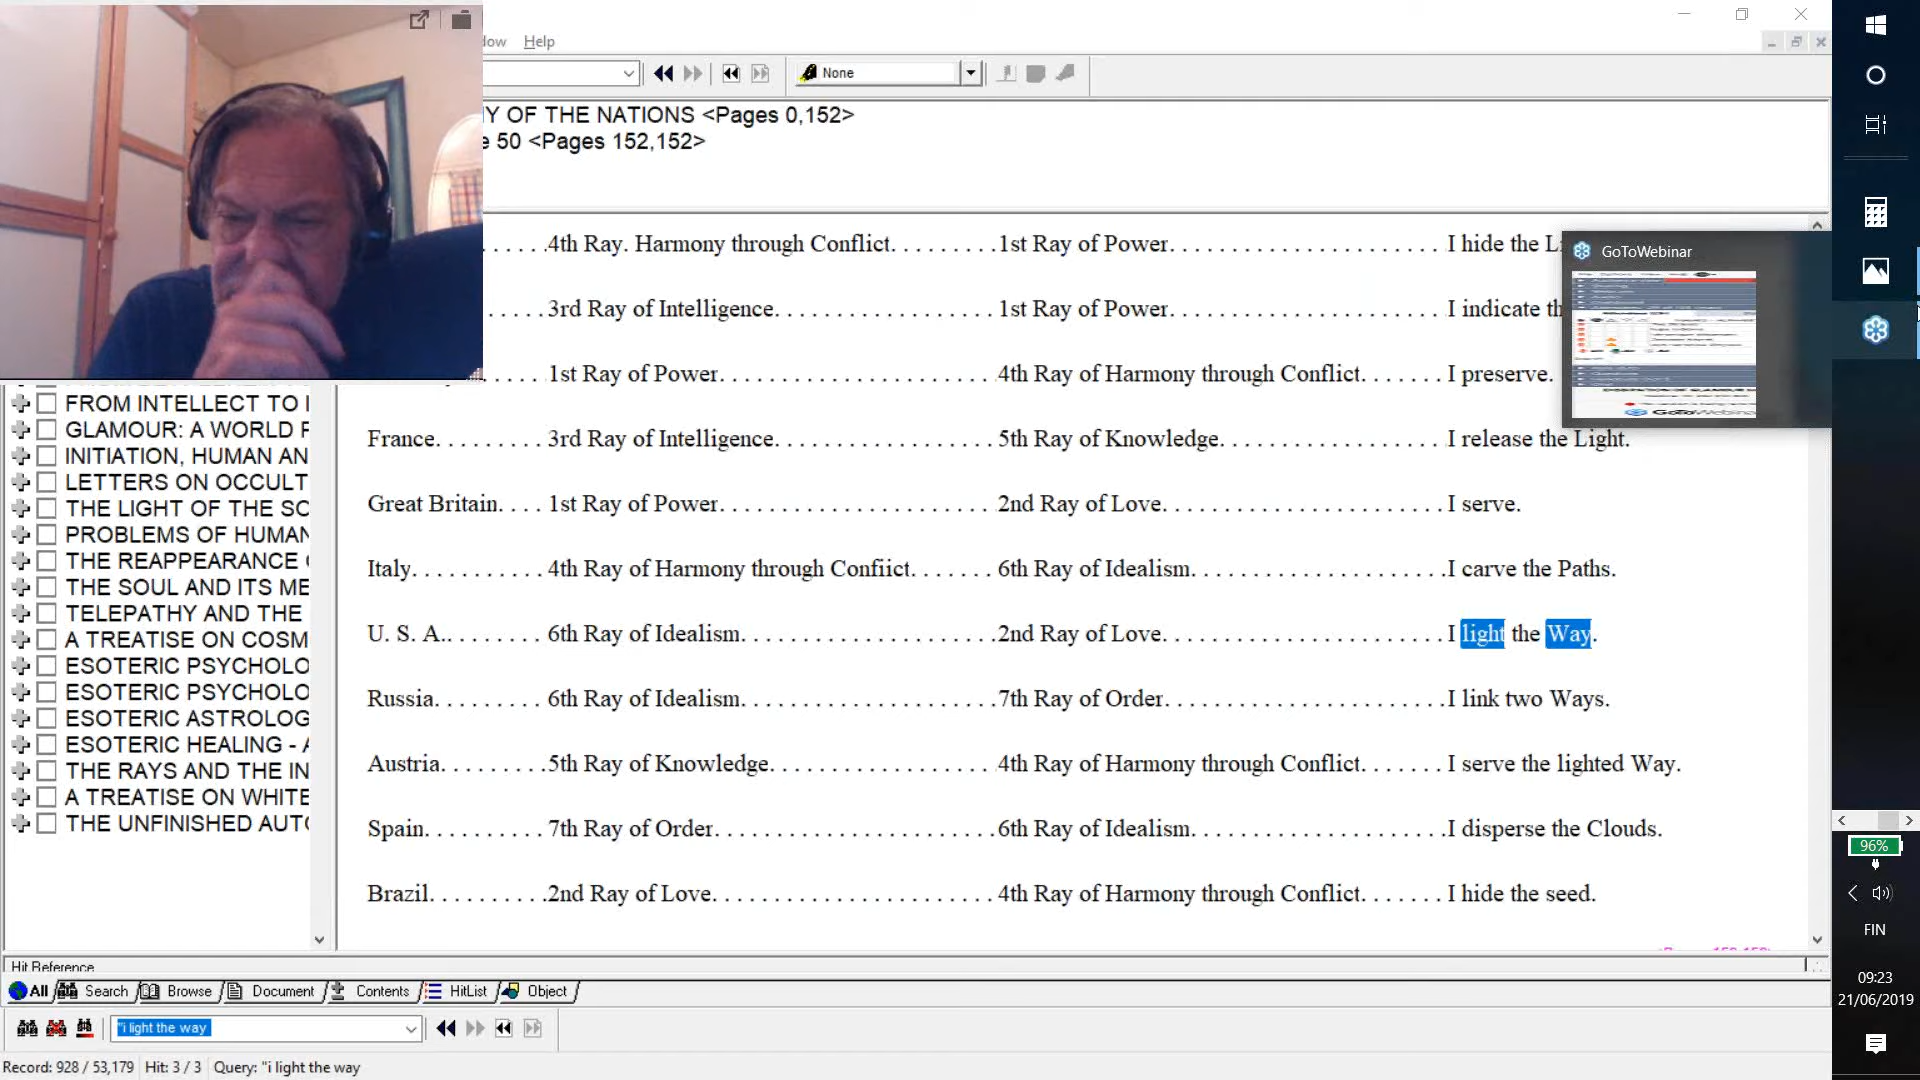 dow Help
None
Y OF THE NATIONS <Pages 0,152>
e 50 <Pages 152,152>
. . . . . .4th Ray. Harmony through Conflict. . . . . . . . .1st Ray of Power. . . . . . . . . . . . . . . . . . . . . . . I hide the Li
GoToWebinar
. . . . . .3rd Ray of Intelligence. . . . . . . . . . . . . . . . . . .1st Ray of Power. . . . . . . . . . . . . . . . . . . . . . . I indicate th
. . . . . .1st Ray of Power. . . . . . . . . . . . . . . . . . . . . . . 4th Ray of Harmony through Conflict. . . . . . . I preserve.
France. . . . . . . . . 3rd Ray of Intelligence. . . . . . . . . . . . . . . . . . .5th Ray of Knowledge. . . . . . . . . . . . . . . . . . . I release the Light.
Great Britain. . . . 1st Ray of Power. . . . . . . . . . . . . . . . . . . . . . . 2nd Ray of Love. . . . . . . . . . . . . . . . . . . . . . . .I serve.
Italy. . . . . . . . . . . 4th Ray of Harmony through Confiict. . . . . . . 6th Ray of Idealism. . . . . . . . . . . . . . . . . . . . . .I carve the Paths.
U. S. A.. . . . . . . . 6th Ray of Idealism. . . . . . . . . . . . . . . . . . . . .2nd Ray of Love. . . . . . . . . . . . . . . . . . . . . . . . I light the Way.
Russia. . . . . . . . . 6th Ray of Idealism. . . . . . . . . . . . . . . . . . . . .7th Ray of Order. . . . . . . . . . . . . . . . . . . . . . . .I link two Ways.
Austria. . . . . . . . .5th Ray of Knowledge. . . . . . . . . . . . . . . . . . . 4th Ray of Harmony through Conflict. . . . . . . I serve the lighted Way.
Spain. . . . . . . . . . 7th Ray of Order. . . . . . . . . . . . . . . . . . . . . . . .6th Ray of Idealism. . . . . . . . . . . . . . . . . . . . . .I disperse the Clouds.
Brazil. . . . . . . . . .2nd Ray of Love. . . . . . . . . . . . . . . . . . . . . . . . 4th Ray of Harmony through Conflict. . . . . . . I hide the seed.
FROM INTELLECT TO I
GLAMOUR: A WORLD P
INITIATION, HUMAN AN
LETTERS ON OCCULT
THE LIGHT OF THE SO
PROBLEMS OF HUMAN
THE REAPPEARANCE
THE SOUL AND ITS ME
TELEPATHY AND THE
A TREATISE ON COSM
ESOTERIC PSYCHOLO
ESOTERIC PSYCHOLO
ESOTERIC ASTROLOG
ESOTERIC HEALING - A
THE RAYS AND THE IN
A TREATISE ON WHITE
THE UNFINISHED AUTO
Hit Reference
All Search Browse Document Contents HitList Object
"i light the way
Record: 928 / 53,179 Hit: 3 / 3 Query: "i light the way
96%
FIN
09:23
21/06/2019